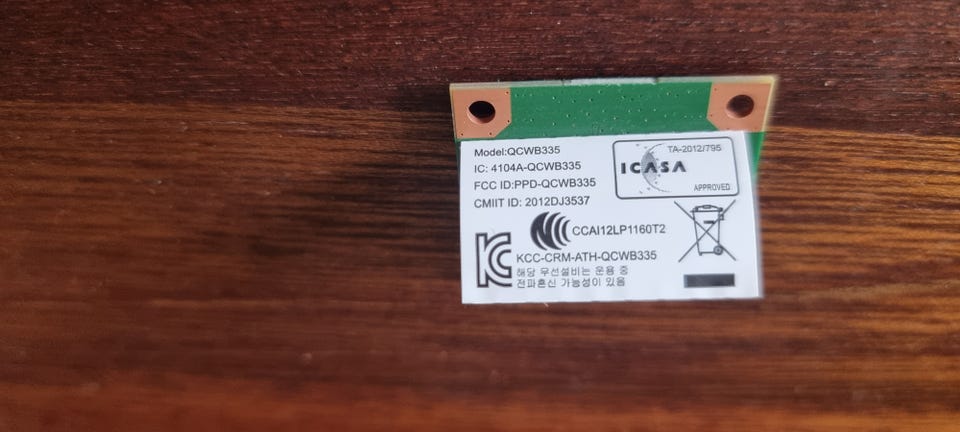 Model:QCWB335
IC: 4104A-QCWB335
FCC ID:PPD-QCWB335
CMIIT ID: 2012DJ3537
TA-2012/795
ICASA
APPROVED
CCAI12LP1160T2
KCC-CRM-ATH-QCWB335
해당 무선설비는 운용 중
전파혼신 가능성이 있음